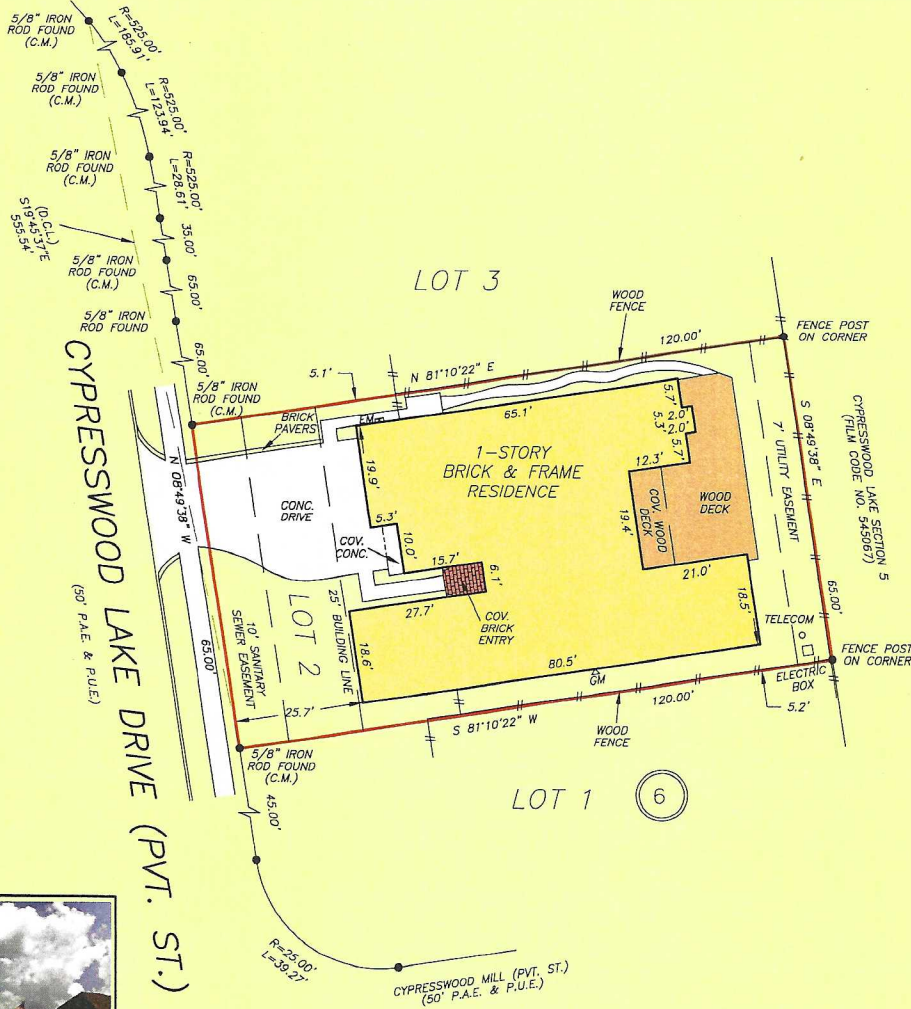 5/8" IRON
ROD FOUND
(C.M.)
R=525.00'
L=185.91'
5/8" IRON
ROD FOUND
(C.M.)
R=525.00'
L=123.94'
5/8" IRON
ROD FOUND
(C.M.)
R=525.00'
L=28.61'
35.00'
(D.C.L.)
S19°45'37"E
555.54'
5/8" IRON
ROD FOUND
(C.M.)
65.00'
5/8" IRON
ROD FOUND
65.00'
5/8" IRON
ROD FOUND
(C.M.)
LOT 3
WOOD
FENCE
120.00'
FENCE POST
ON CORNER
5.1'
N 81°10'22" E
BRICK
PAVERS
EM
65.1'
5.7'
2.0'
5.3'
2.0'
5.7'
12.3'
1-STORY
BRICK & FRAME
RESIDENCE
19.9'
CONC.
DRIVE
5.3'
COV.
CONC.
10.0'
15.7'
6.1'
COV.
BRICK
ENTRY
27.7'
19.4'
COV. WOOD
DECK
WOOD
DECK
21.0'
18.5'
7' UTILITY EASEMENT
S 08°49'38" E
65.00'
CYPRESSWOOD LAKE SECTION 5
(FILM CODE NO. 545067)
TELECOM
ELECTRIC
BOX
FENCE POST
ON CORNER
5.2'
N 08°49'38" W
65.00'
10' SANITARY
SEWER EASEMENT
LOT 2
25' BUILDING LINE
18.6'
25.7'
80.5'
GM
120.00'
S 81°10'22" W
WOOD
FENCE
5/8" IRON
ROD FOUND
(C.M.)
45.00'
LOT 1
6
CYPRESSWOOD LAKE DRIVE (PVT. ST.)
(50' P.A.E. & P.U.E.)
R=25.00'
L=39.27'
CYPRESSWOOD MILL (PVT. ST.)
(50' P.A.E. & P.U.E.)